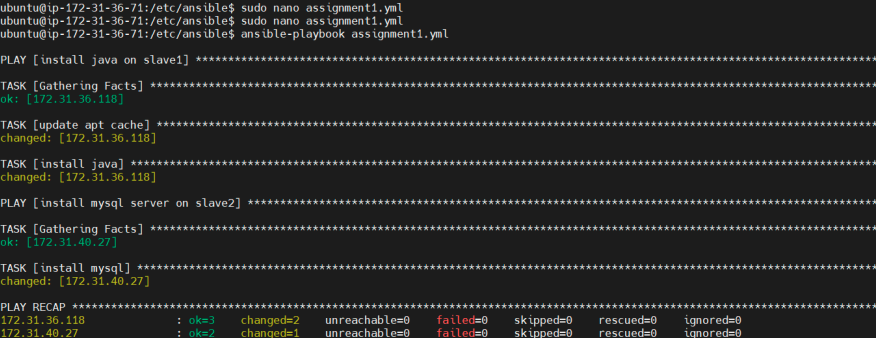 ubuntu@ip-172-31-36-71:/etc/ansible$ sudo nano assignment1.yml
ubuntu@ip-172-31-36-71:/etc/ansible$ sudo nano assignment1.yml
ubuntu@ip-172-31-36-71:/etc/ansible$ ansible-playbook assignment1.yml
PLAY [install java on slave1] ********************************************************************************************************
TASK [Gathering Facts] ***************************************************************************************************************
ok: [172.31.36.118]
TASK [update apt cache] **************************************************************************************************************
changed: [172.31.36.118]
TASK [install java] ******************************************************************************************************************
changed: [172.31.36.118]
PLAY [install mysql server on slave2] ************************************************************************************************
TASK [Gathering Facts] ***************************************************************************************************************
ok: [172.31.40.27]
TASK [install mysql] *****************************************************************************************************************
changed: [172.31.40.27]
PLAY RECAP ***************************************************************************************************************************
172.31.36.118 : ok=3 changed=2 unreachable=0 failed=0 skipped=0 rescued=0 ignored=0
172.31.40.27 : ok=2 changed=1 unreachable=0 failed=0 skipped=0 rescued=0 ignored=0